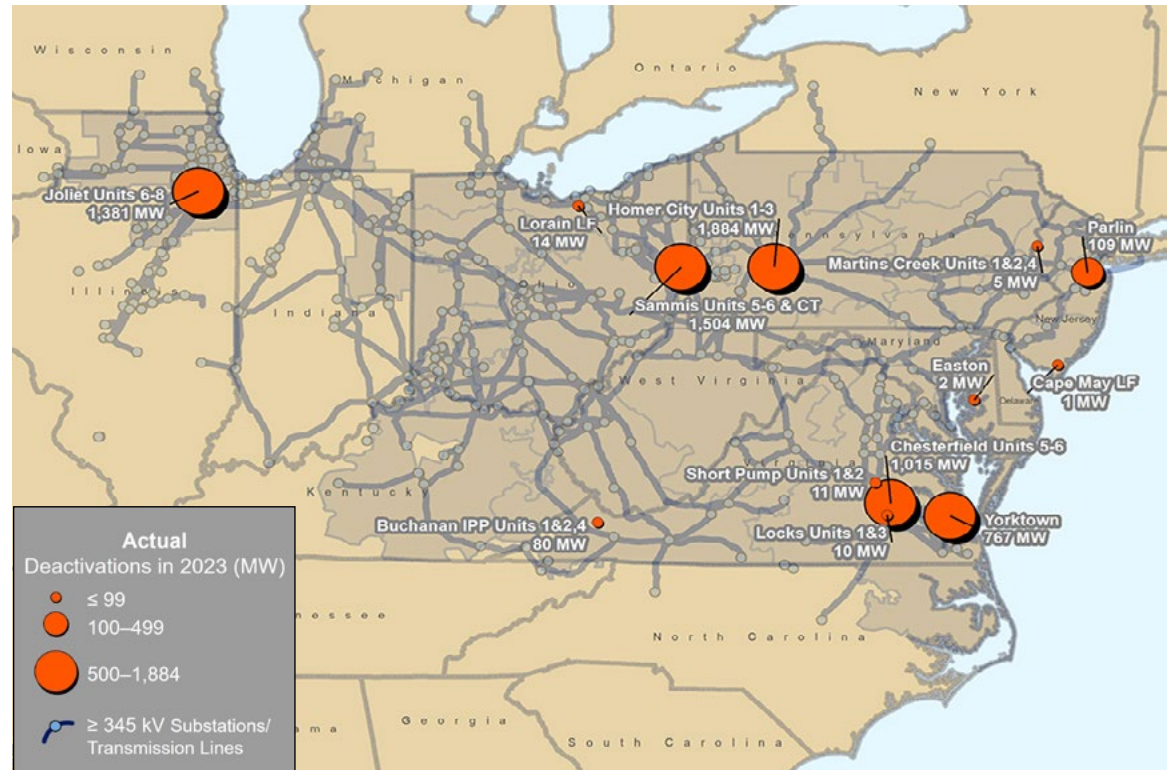 Wisconsin
Michigan
Ontario
New York
Iowa
Joliet Units 6-8
1,381 MW
Lorain LF
14 MW
Homer City Units 1-3
1,884 MW
Pennsylvania
Parlin
109 MW
Martins Creek Units 1&2,4
5 MW
Sammis Units 5-6 & CT
1,504 MW
Illinois
Indiana
Ohio
New Jersey
Maryland
Easton
2 MW
Cape May LF
1 MW
Delaware
West Virginia
Chesterfield Units 5-6
1,015 MW
Virginia
Short Pump Units 1&2
11 MW
Kentucky
Buchanan IPP Units 1&2,4
80 MW
Locks Units 1&3
10 MW
Yorktown
767 MW
Actual
Deactivations in 2023 (MW)
≤ 99
100–499
500–1,884
≥ 345 kV Substations/
Transmission Lines
nessee
North Carolina
ama
Georgia
South Carolina